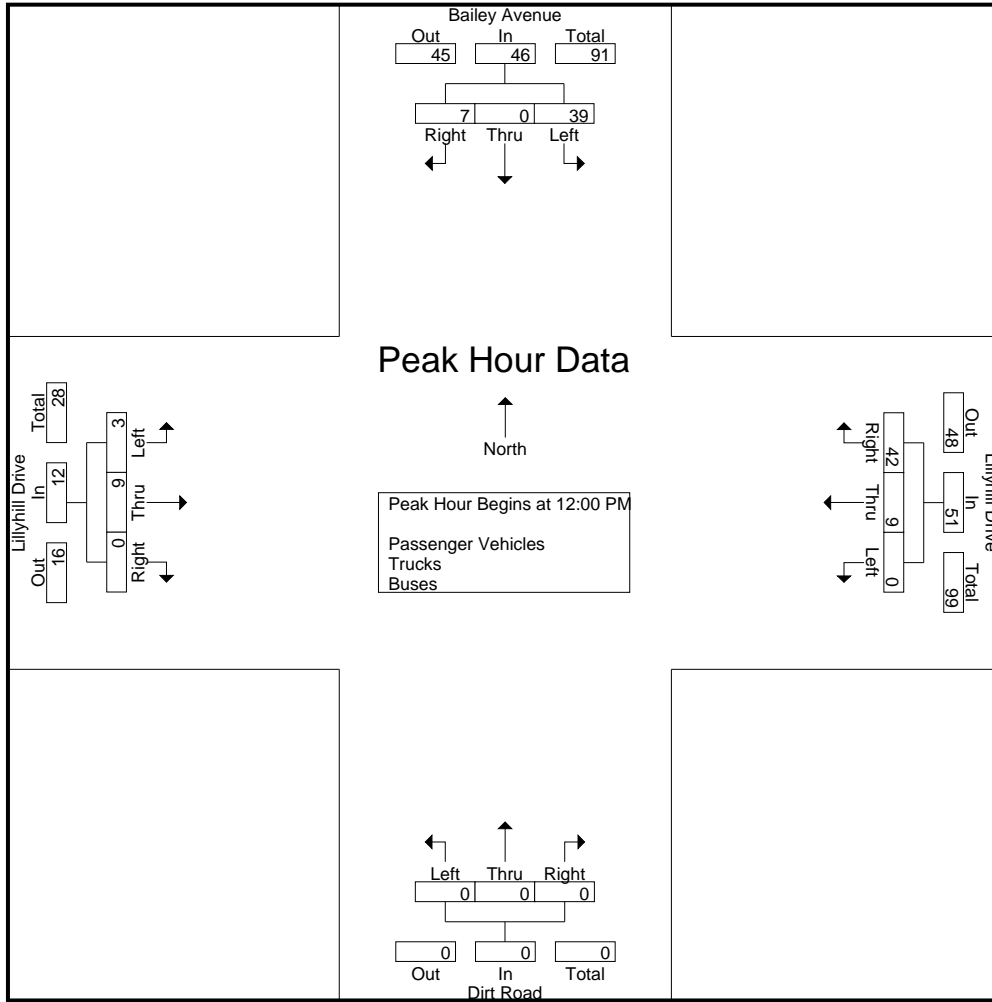 Bailey Avenue
Out In Total
45 46 91
7 0 39
Right Thru Left
Peak Hour Data
North
Peak Hour Begins at 12:00 PM
Passenger Vehicles
Trucks
Buses
Lillyhill Drive
Out In Total
16 12 28
Left Thru Right
3 9 0
Lillyhill Drive
Out In Total
48 51 99
42 9 0
Right Thru Left
Left Thru Right
0 0 0
0 0 0
Out In Total
Dirt Road